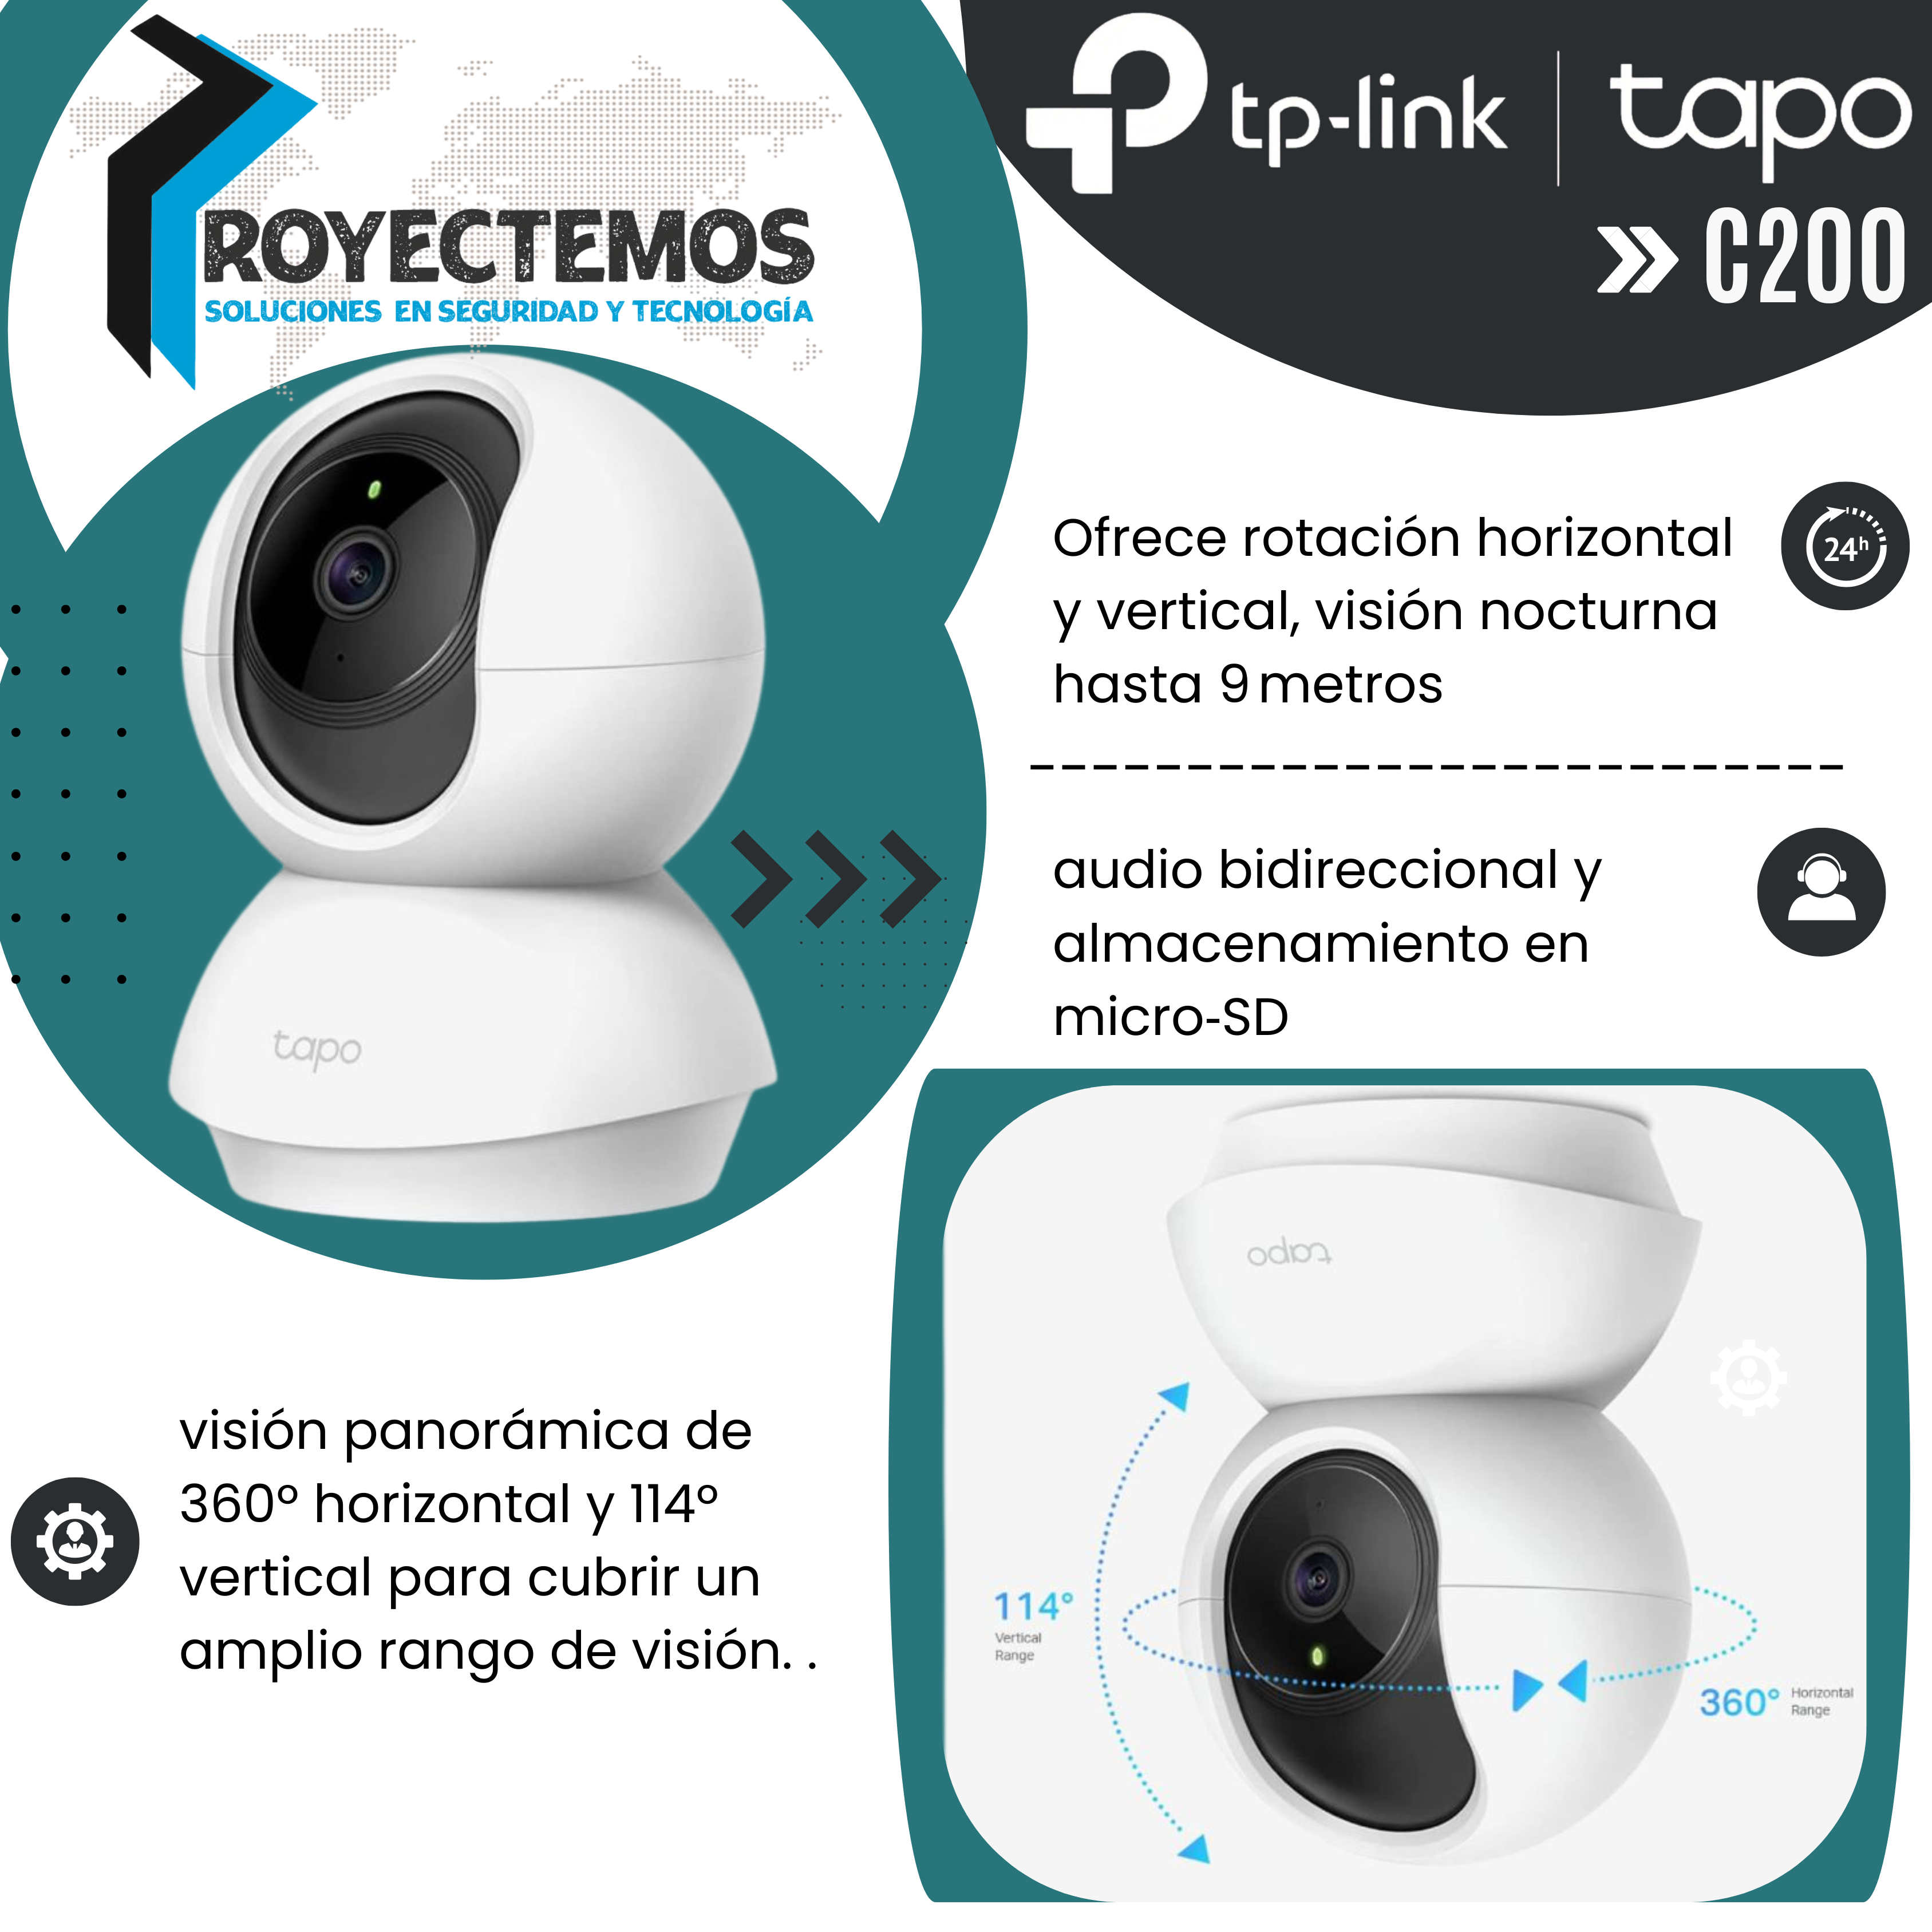 ROYECTEMOS
SOLUCIONES EN SEGURIDAD Y TECNOLOGÍA
tp-link | tapo
C200
Ofrece rotación horizontal
y vertical, visión nocturna
hasta 9 metros
24h
audio bidireccional y
almacenamiento en
micro-SD
tapo
tapo
visión panorámica de
360º horizontal y 114º
vertical para cubrir un
amplio rango de visión. .
114°
Vertical
Range
360°
Horizontal
Range